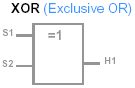 XOR (Exclusive OR)
S1
=1
H1
S2